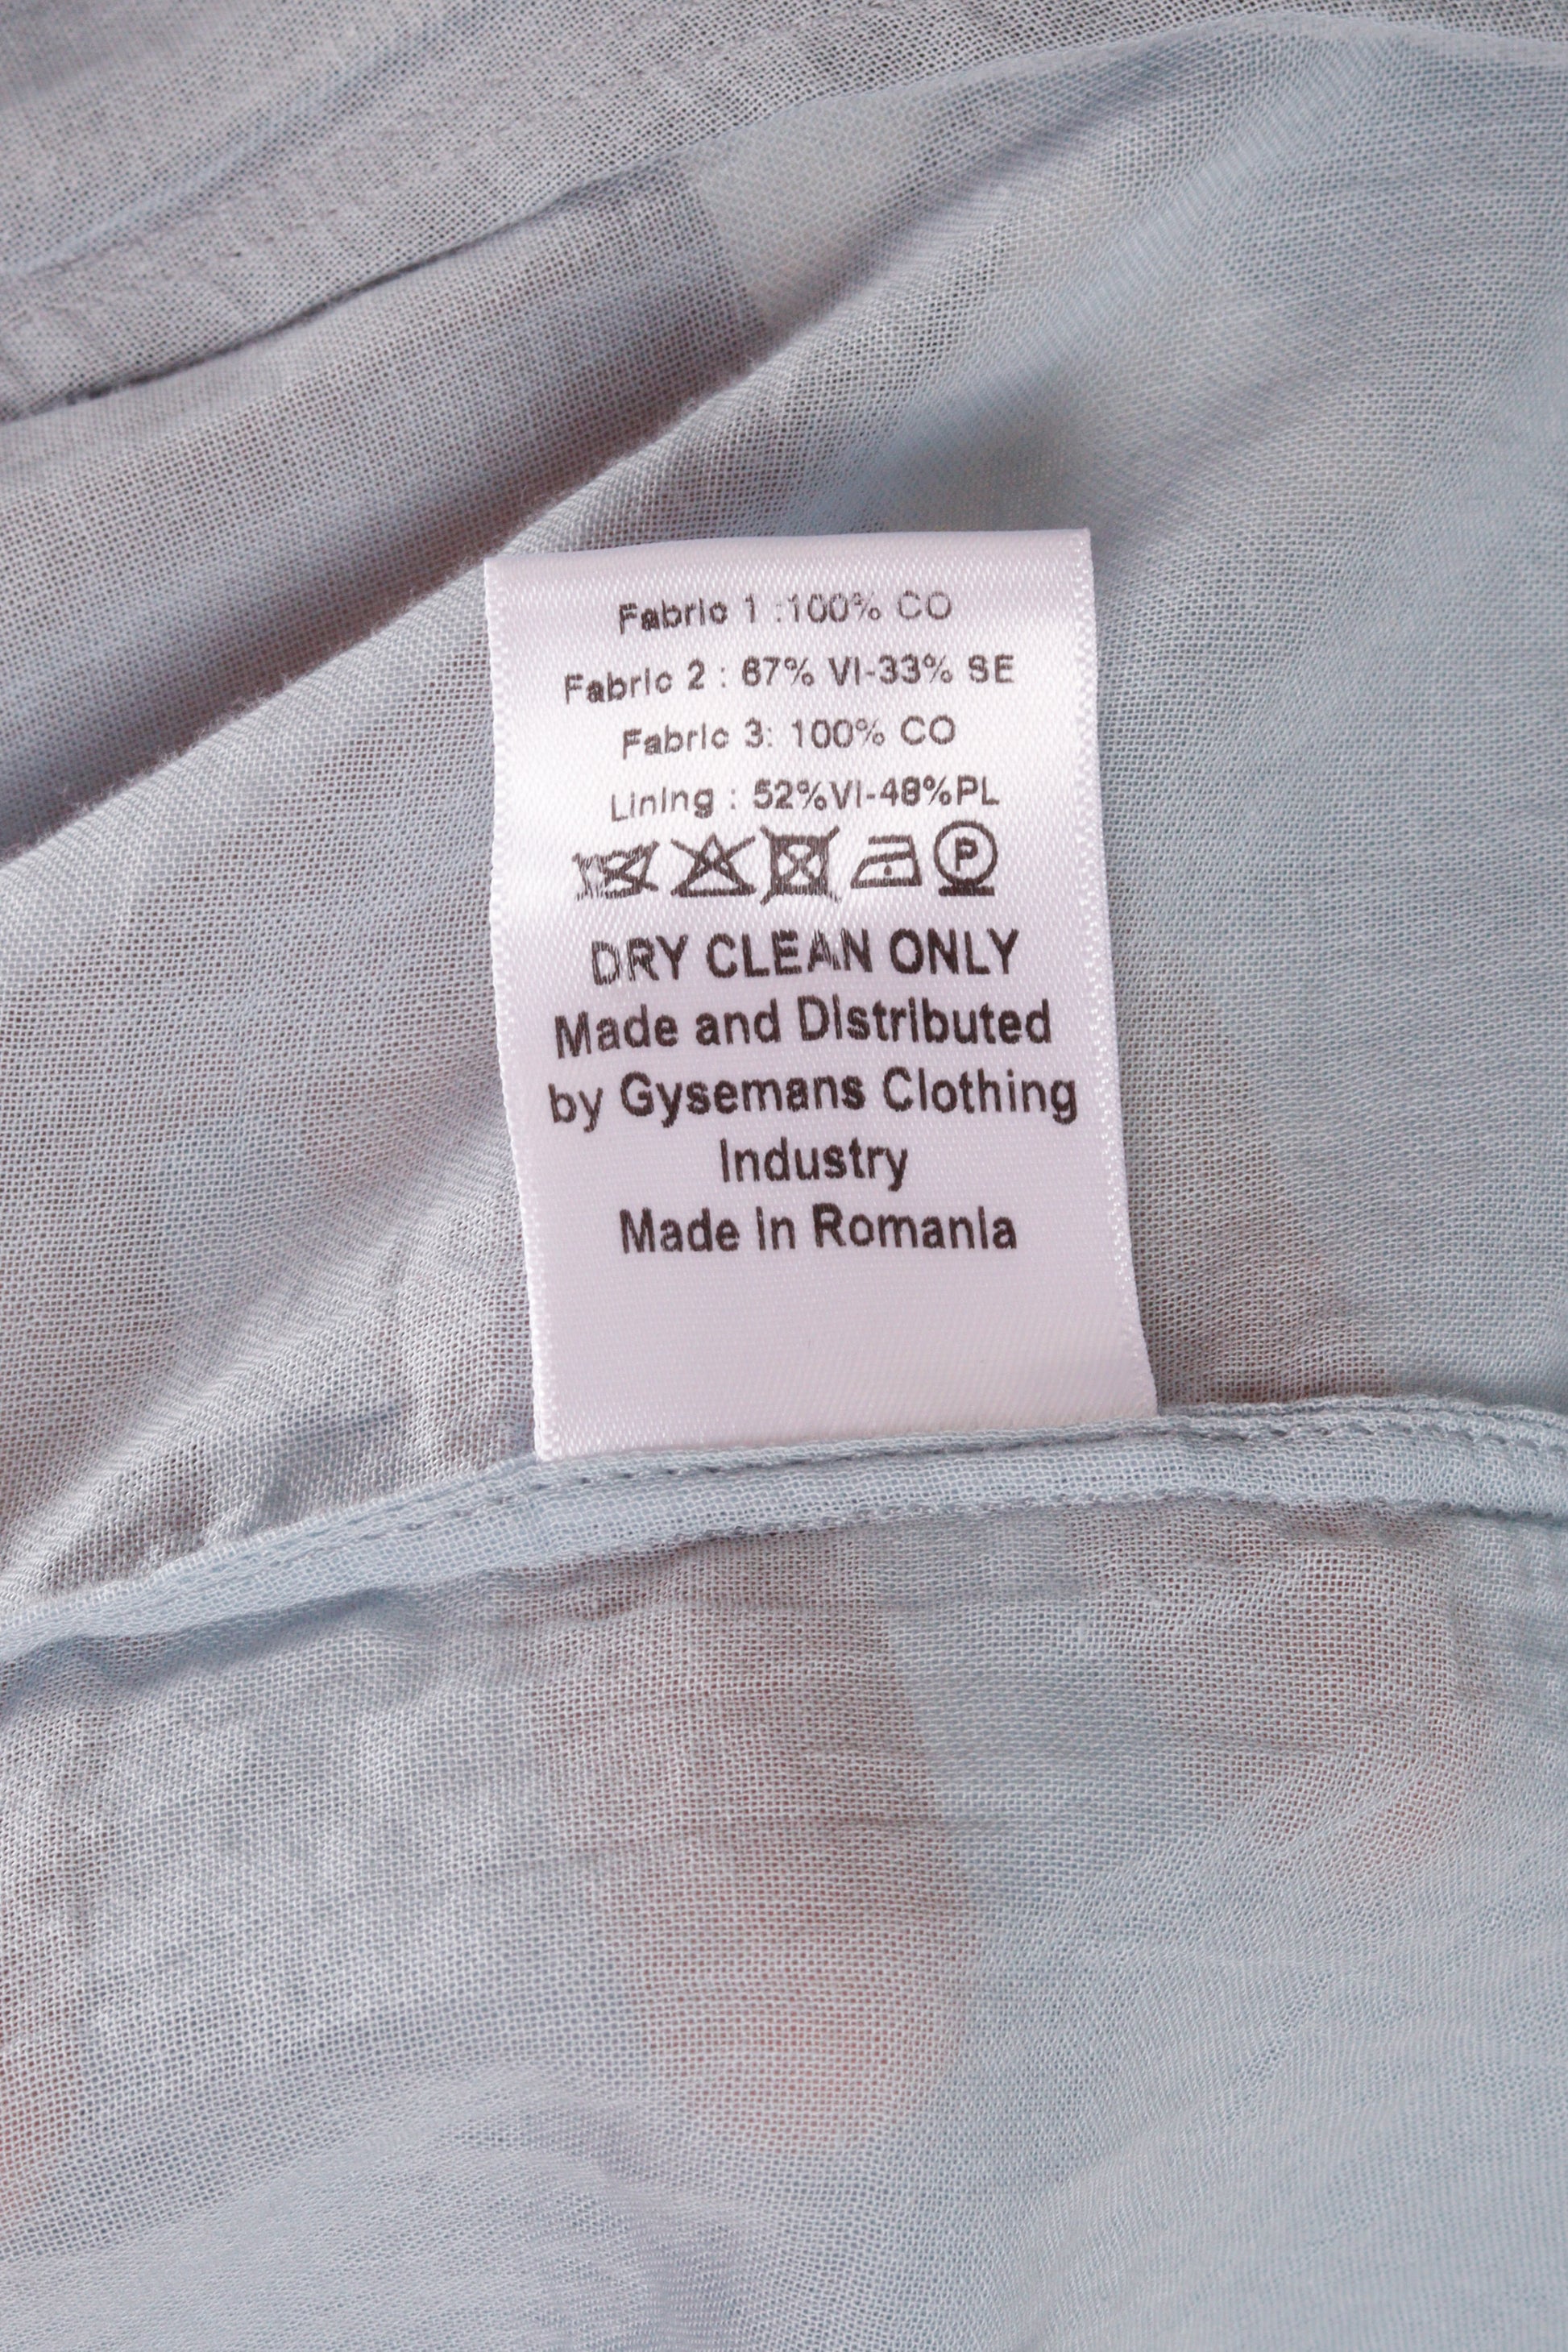 Fabric 1 :100% CO
Fabric 2 : 67% VI-33% SE
Fabric 3: 100% CO
Lining : 52%VI-48%PL
P
DRY CLEAN ONLY
Made and Distributed
by Gysemans Clothing
Industry
Made in Romania